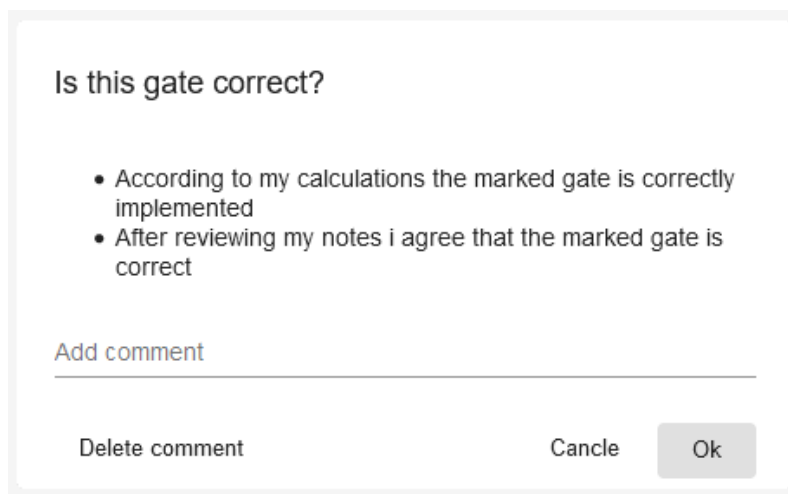 Is this gate correct?
• According to my calculations the marked gate is correctly
implemented
• After reviewing my notes i agree that the marked gate is
correct
Add comment
Delete comment Cancle Ok